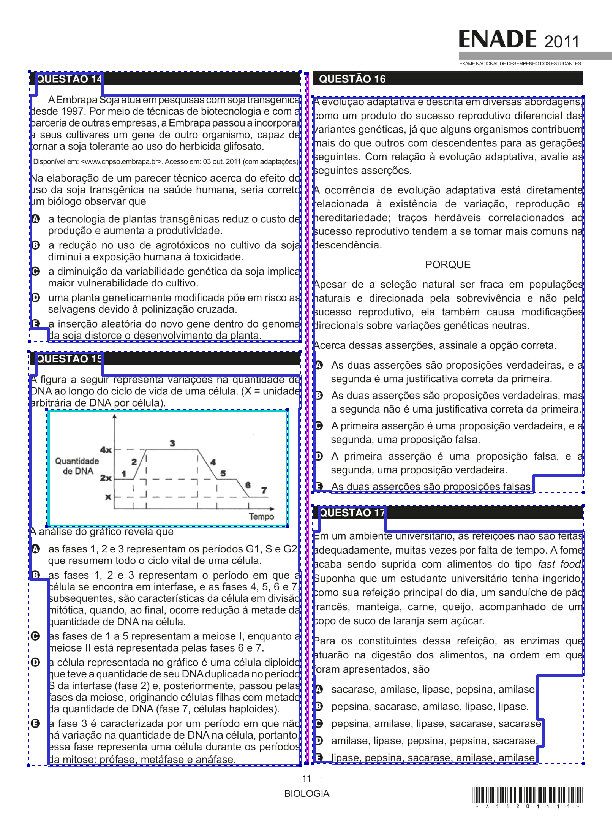 ENADE 2011
EXAME NACIONAL DE DESEMPENHO DOS ESTUDANTES
QUESTÃO 14
A Embrapa Soja atua em pesquisas com soja transgênica
desde 1997. Por meio de técnicas de biotecnologia e com a
parceria de outras empresas, a Embrapa passou a incorporar
a seus cultivares um gene de outro organismo, capaz de
tornar a soja tolerante ao uso do herbicida glifosato.
Disponível em: <www.cnpso.embrapa.br>. Acesso em: 03 out. 2011 (com adaptações).
Na elaboração de um parecer técnico acerca do efeito do
uso da soja transgênica na saúde humana, seria correto
um biólogo observar que
A a tecnologia de plantas transgênicas reduz o custo de
produção e aumenta a produtividade.
B a redução no uso de agrotóxicos no cultivo da soja
diminui a exposição humana à toxicidade.
C a diminuição da variabilidade genética da soja implica
maior vulnerabilidade do cultivo.
D uma planta geneticamente modificada põe em risco as
selvagens devido à polinização cruzada.
E a inserção aleatória do novo gene dentro do genoma
da soja distorce o desenvolvimento da planta.
QUESTÃO 15
A figura a seguir representa variações na quantidade de
DNA ao longo do ciclo de vida de uma célula. (X = unidade
arbitrária de DNA por célula).
Quantidade
de DNA
4x
2x
x
1
2
3
4
5
6
7
Tempo
A análise do gráfico revela que
A as fases 1, 2 e 3 representam os períodos G1, S e G2,
que resumem todo o ciclo vital de uma célula.
B as fases 1, 2 e 3 representam o período em que a
célula se encontra em interfase, e as fases 4, 5, 6 e 7,
subsequentes, são características da célula em divisão
mitótica, quando, ao final, ocorre redução à metade da
quantidade de DNA na célula.
C as fases de 1 a 5 representam a meiose I, enquanto a
meiose II está representada pelas fases 6 e 7.
D a célula representada no gráfico é uma célula diploide
que teve a quantidade de seu DNA duplicada no período
S da interfase (fase 2) e, posteriormente, passou pelas
fases da meiose, originando células filhas com metade
da quantidade de DNA (fase 7, células haploides).
E a fase 3 é caracterizada por um período em que não
há variação na quantidade de DNA na célula, portanto,
essa fase representa uma célula durante os períodos
da mitose: prófase, metáfase e anáfase.
QUESTÃO 16
A evolução adaptativa é descrita em diversas abordagens,
como um produto do sucesso reprodutivo diferencial das
variantes genéticas, já que alguns organismos contribuem
mais do que outros com descendentes para as gerações
seguintes. Com relação à evolução adaptativa, avalie as
seguintes asserções.
A ocorrência de evolução adaptativa está diretamente
relacionada à existência de variação, reprodução e
hereditariedade; traços herdáveis correlacionados ao
sucesso reprodutivo tendem a se tornar mais comuns na
descendência.
PORQUE
Apesar de a seleção natural ser fraca em populações
naturais e direcionada pela sobrevivência e não pelo
sucesso reprodutivo, ela também causa modificações
direcionais sobre variações genéticas neutras.
Acerca dessas asserções, assinale a opção correta.
A As duas asserções são proposições verdadeiras, e a
segunda é uma justificativa correta da primeira.
B As duas asserções são proposições verdadeiras, mas
a segunda não é uma justificativa correta da primeira.
C A primeira asserção é uma proposição verdadeira, e a
segunda, uma proposição falsa.
D A primeira asserção é uma proposição falsa, e a
segunda, uma proposição verdadeira.
E As duas asserções são proposições falsas.
QUESTÃO 17
Em um ambiente universitário, as refeições não são feitas
adequadamente, muitas vezes por falta de tempo. A fome
acaba sendo suprida com alimentos do tipo fast food.
Suponha que um estudante universitário tenha ingerido,
como sua refeição principal do dia, um sanduíche de pão
francês, manteiga, carne, queijo, acompanhado de um
copo de suco de laranja sem açúcar.
Para os constituintes dessa refeição, as enzimas que
atuarão na digestão dos alimentos, na ordem em que
foram apresentados, são
A sacarase, amilase, lipase, pepsina, amilase.
B pepsina, sacarase, amilase, lipase, lipase.
C pepsina, amilase, lipase, sacarase, sacarase.
D amilase, lipase, pepsina, pepsina, sacarase.
E lipase, pepsina, sacarase, amilase, amilase.
11
BIOLOGIA